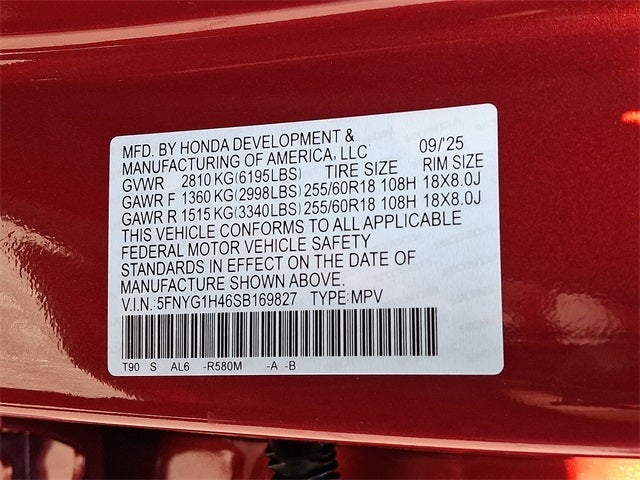 MFD. BY HONDA DEVELOPMENT &
MANUFACTURING OF AMERICA, LLC 09/'25
GVWR 2810 KG(6195LBS) TIRE SIZE RIM SIZE
GAWR F 1360 KG(2998LBS) 255/60R18 108H 18X8.0J
GAWR R 1515 KG(3340LBS) 255/60R18 108H 18X8.0J
THIS VEHICLE CONFORMS TO ALL APPLICABLE
FEDERAL MOTOR VEHICLE SAFETY
STANDARDS IN EFFECT ON THE DATE OF
MANUFACTURE SHOWN ABOVE.
V.I.N.: 5FNYG1H46SB169827 TYPE:MPV
T90 S AL6 -R580M -A -B